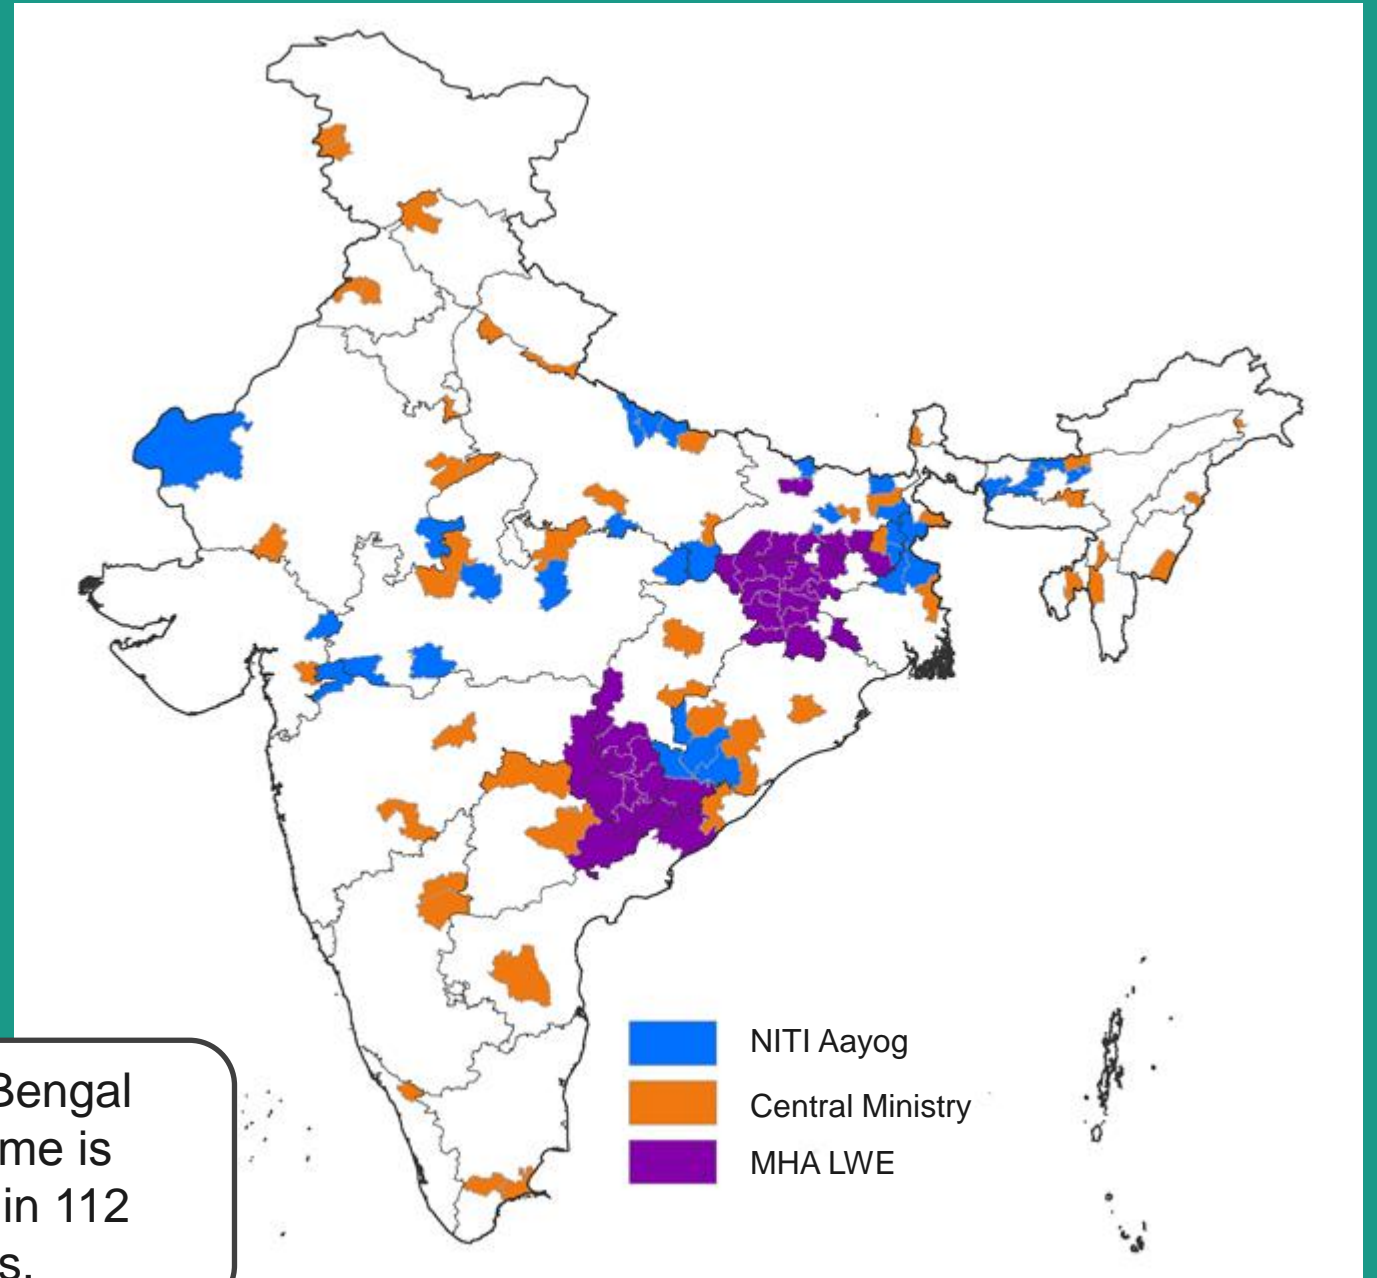 NITI Aayog
Central Ministry
MHA LWE
Bengal
me is
in 112
s.